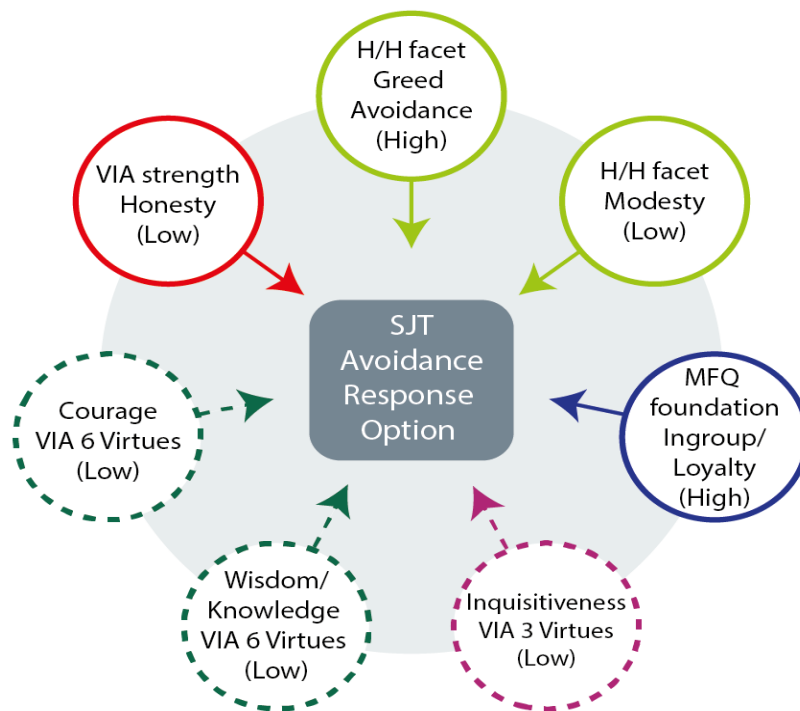 H/H facet
Greed
Avoidance
(High)
VIA strength
Honesty
(Low)
H/H facet
Modesty
(Low)
SJT
Avoidance
Response
Option
Courage
VIA 6 Virtues
(Low)
MFQ
foundation
Ingroup/
Loyalty
(High)
Wisdom/
Knowledge
VIA 6 Virtues
(Low)
Inquisitiveness
VIA 3 Virtues
(Low)